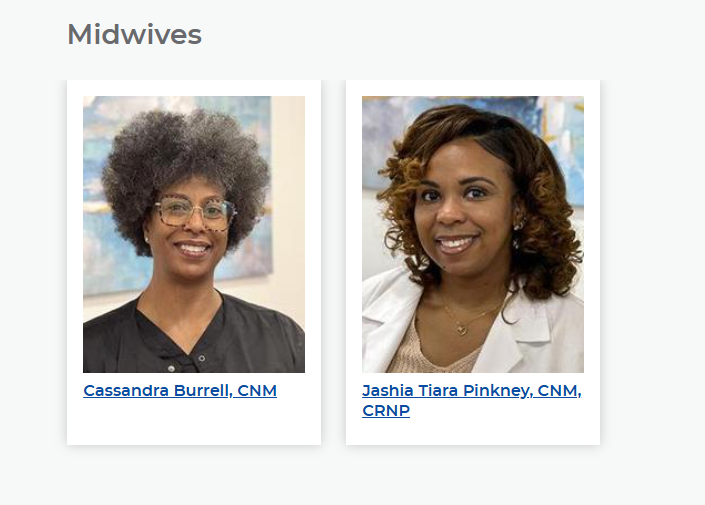 Midwives
Cassandra Burrell, CNM
Jashia Tiara Pinkney, CNM,
CRNP